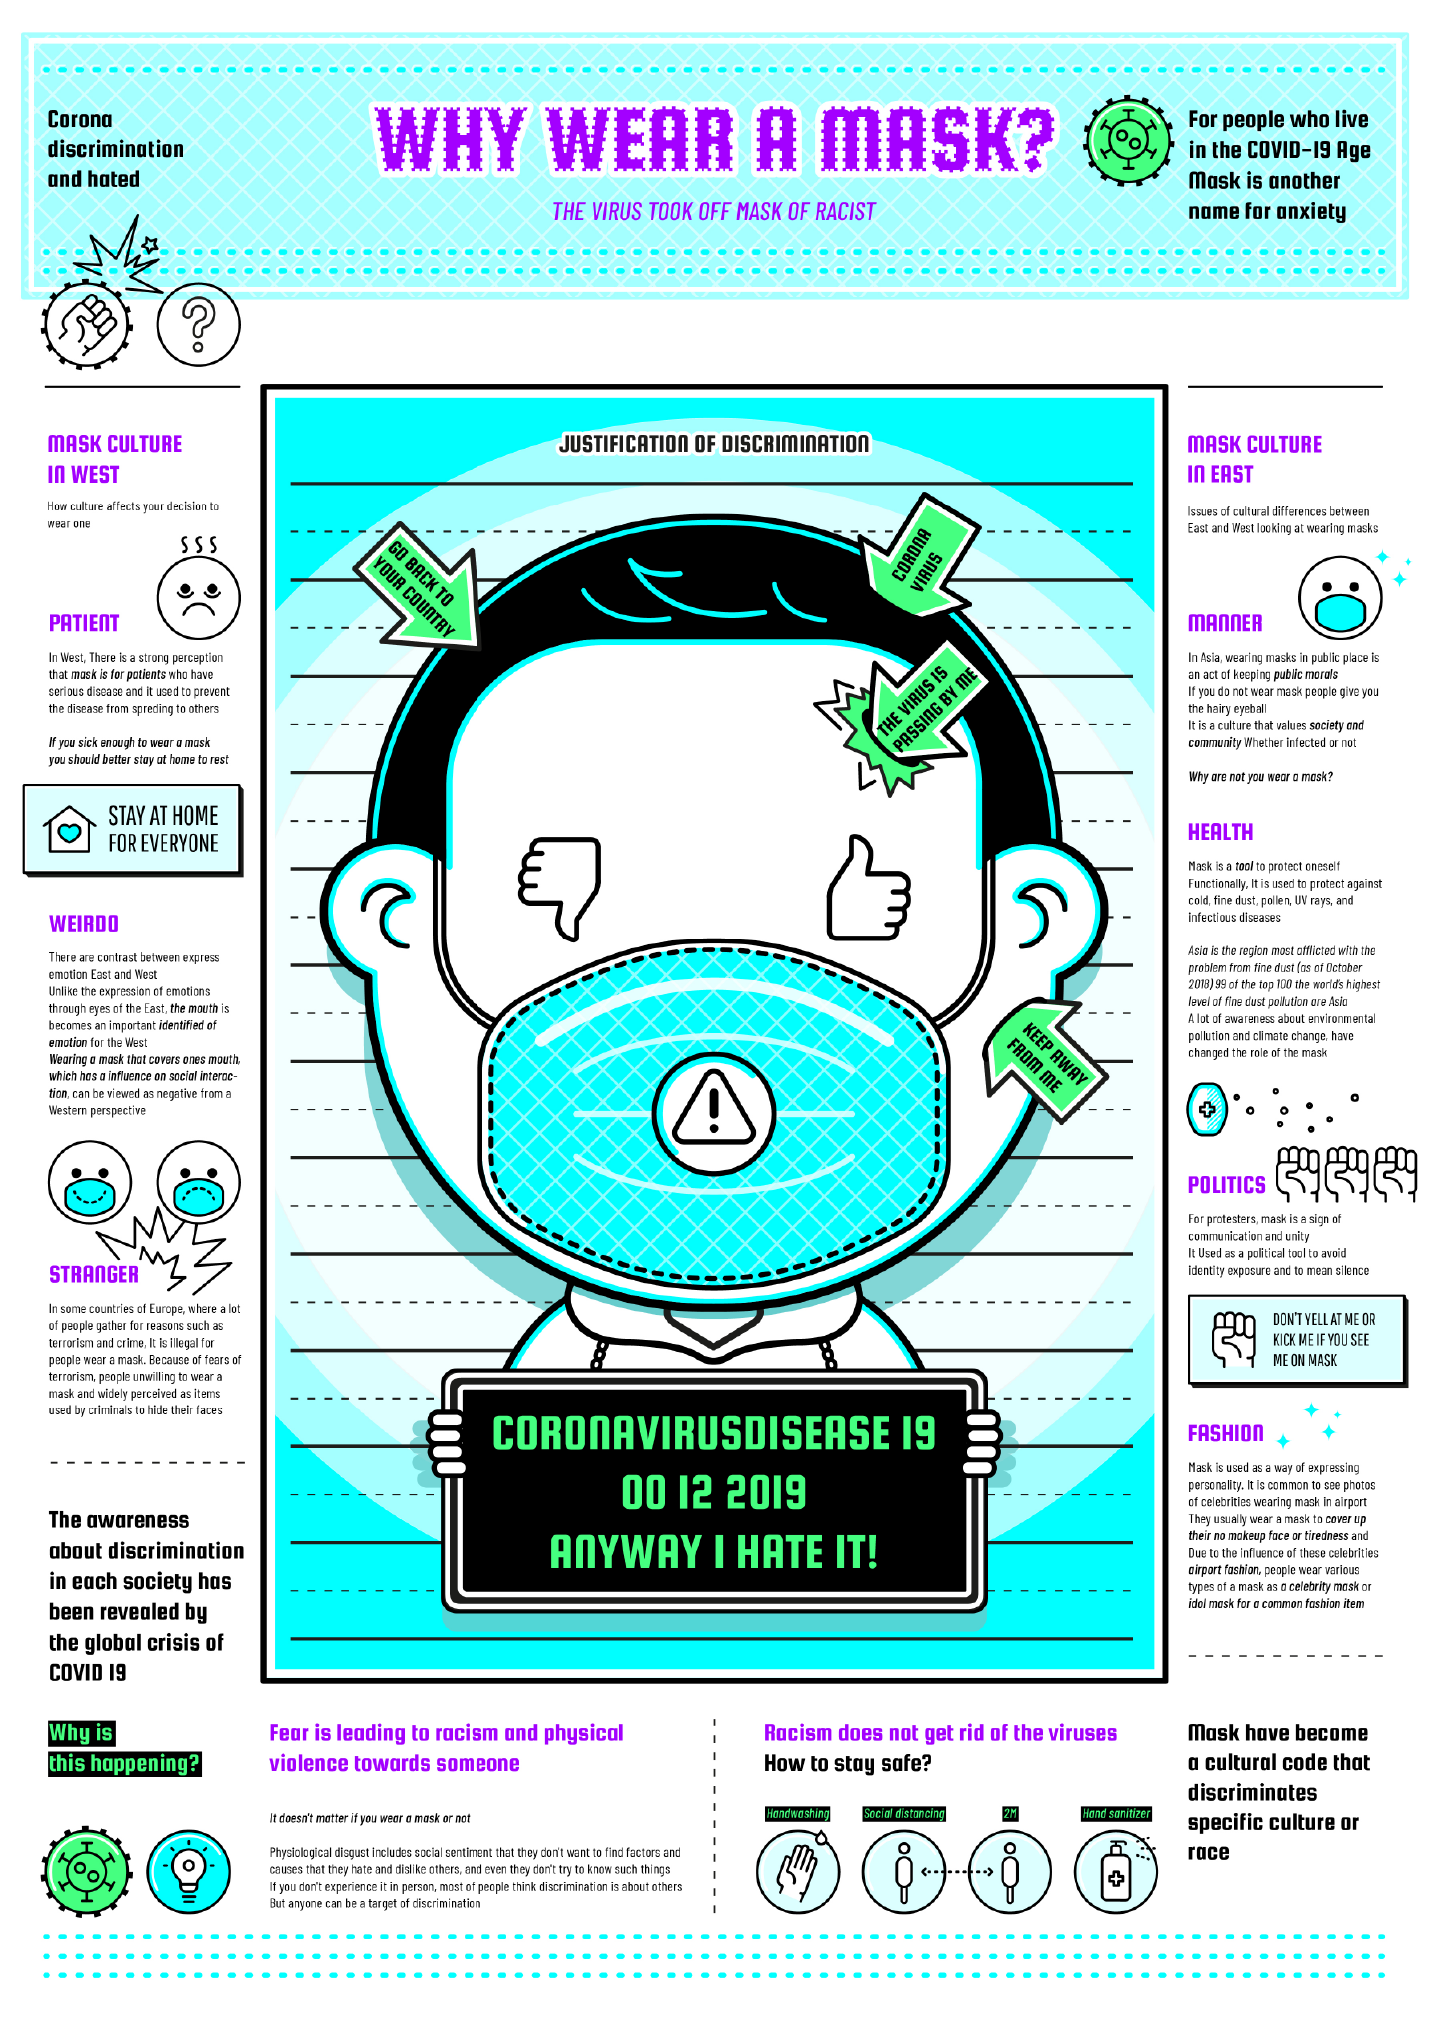 Corona
discrimination
and hated
WHY WEAR A MASK?
THE VIRUS TOOK OFF MASK OF RACIST
For people who live
in the COVID-19 Age
Mask is another
name for anxiety
MASK CULTURE
IN WEST
How culture affects your decision to
wear one
PATIENT
In West, There is a strong perception
that mask is for patients who have
serious disease and it used to prevent
the disease from spreding to others
If you sick enough to wear a mask
you should better stay at home to rest
STAY AT HOME
FOR EVERYONE
WEIRDO
There are contrast between express
emotion East and West
Unlike the expression of emotions
through eyes of the East, the mouth is
becomes an important identified of
emotion for the West
Wearing a mask that covers ones mouth,
which has a influence on social interac-
tion, can be viewed as negative from a
Western perspective
STRANGER
In some countries of Europe, where a lot
of people gather for reasons such as
terrorism and crime, It is illegal for
people wear a mask. Because of fears of
terrorism, people unwilling to wear a
mask and widely perceived as items
used by criminals to hide their faces
The awareness
about discrimination
in each society has
been revealed by
the global crisis of
COVID 19
JUSTIFICATION OF DISCRIMINATION
GO BACK TO
YOUR COUNTRY
CORONA
VIRUS
THE VIRUS IS
PASSING BY ME
KEEP AWAY
FROM ME
CORONAVIRUSDISEASE 19
00 12 2019
ANYWAY I HATE IT!
MASK CULTURE
IN EAST
Issues of cultural differences between
East and West looking at wearing masks
MANNER
In Asia, wearing masks in public place is
an act of keeping public morals
If you do not wear mask people give you
the hairy eyeball
It is a culture that values society and
community Whether infected or not
Why are not you wear a mask?
HEALTH
Mask is a tool to protect oneself
Functionally, It is used to protect against
cold, fine dust, pollen, UV rays, and
infectious diseases
Asia is the region most afflicted with the
problem from fine dust (as of October
2018) 99 of the top 100 the world's highest
level of fine dust pollution are Asia
A lot of awareness about environmental
pollution and climate change, have
changed the role of the mask
POLITICS
For protesters, mask is a sign of
communication and unity
It Used as a political tool to avoid
identity exposure and to mean silence
DON'T YELL AT ME OR
KICK ME IF YOU SEE
ME ON MASK
FASHION
Mask is used as a way of expressing
personality. It is common to see photos
of celebrities wearing mask in airport
They usually wear a mask to cover up
their no makeup face or tiredness and
Due to the influence of these celebrities
airport fashion, people wear various
types of a mask as a celebrity mask or
idol mask for a common fashion item
Why is
this happening?
Fear is leading to racism and physical
violence towards someone
It doesn't matter if you wear a mask or not
Physiological disgust includes social sentiment that they don't want to find factors and
causes that they hate and dislike others, and even they don't try to know such things
If you don't experience it in person, most of people think discrimination is about others
But anyone can be a target of discrimination
Racism does not get rid of the viruses
How to stay safe?
Handwashing
Social distancing
2M
Hand sanitizer
Mask have become
a cultural code that
discriminates
specific culture or
race